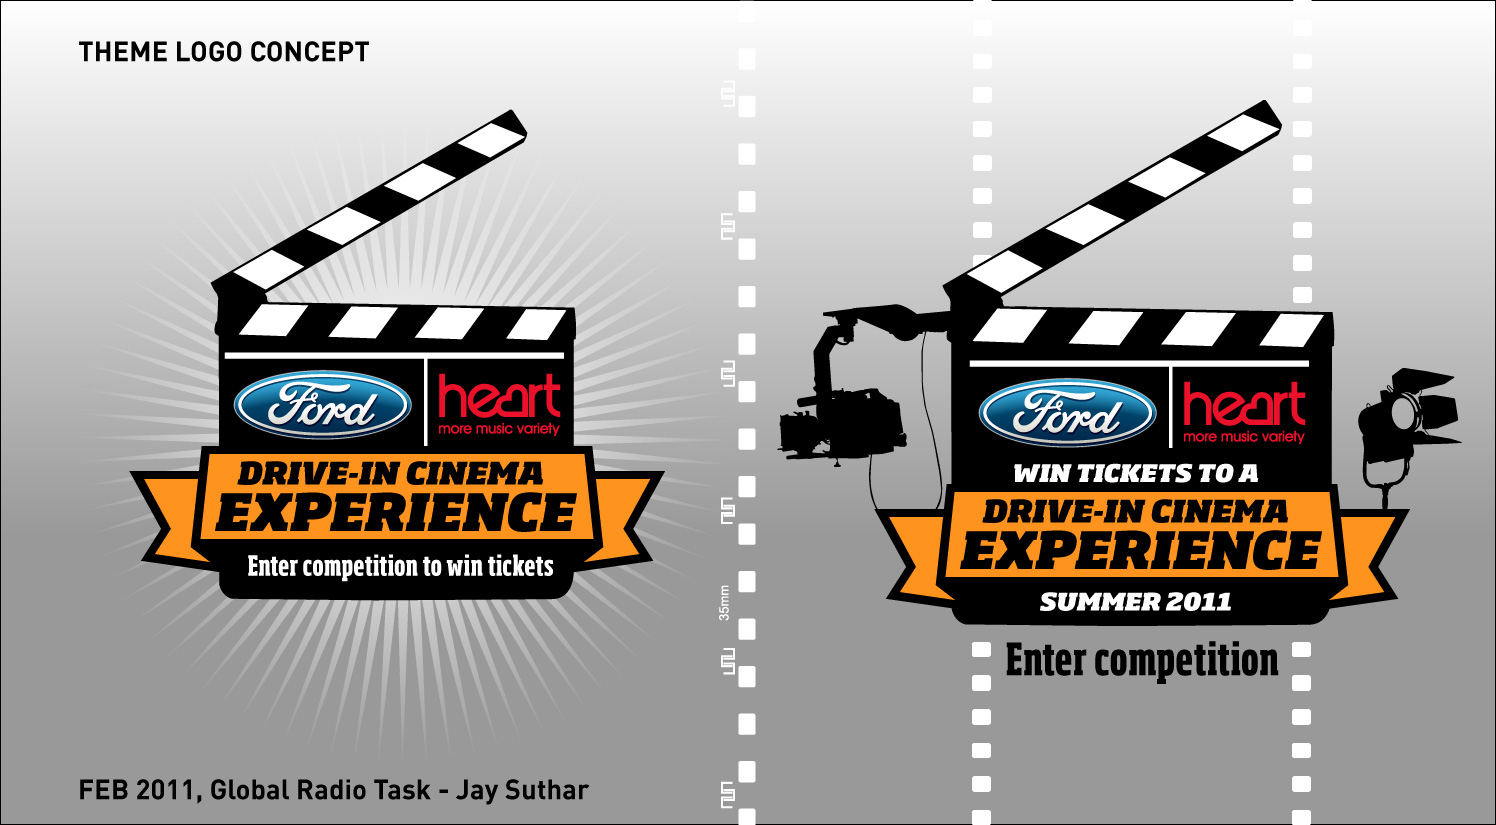 THEME LOGO CONCEPT
Ford
heart
more music variety
DRIVE-IN CINEMA
EXPERIENCE
Enter competition to win tickets
35mm
Ford
heart
more music variety
WIN TICKETS TO A
DRIVE-IN CINEMA
EXPERIENCE
SUMMER 2011
Enter competition
FEB 2011, Global Radio Task - Jay Suthar